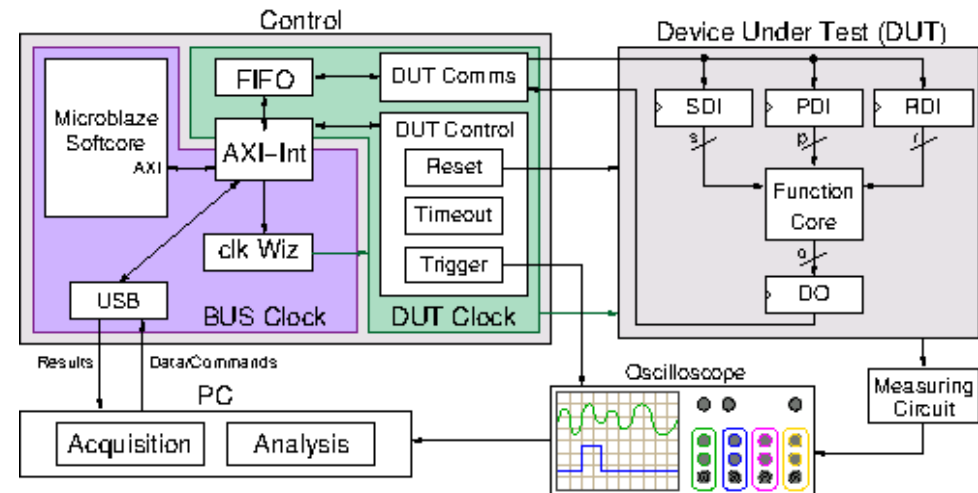 Control
Device Under Test (DUT)
Microblaze
Softcore
AXI
FIFO
DUT Comms
AXI-Int
DUT Control
Reset
Timeout
Trigger
clk Wiz
USB
BUS Clock
DUT Clock
SDI
PDI
RDI
s
p
r
Function
Core
o
DO
Results
Data/Commands
PC
Acquisition
Analysis
Oscilloscope
Measuring
Circuit